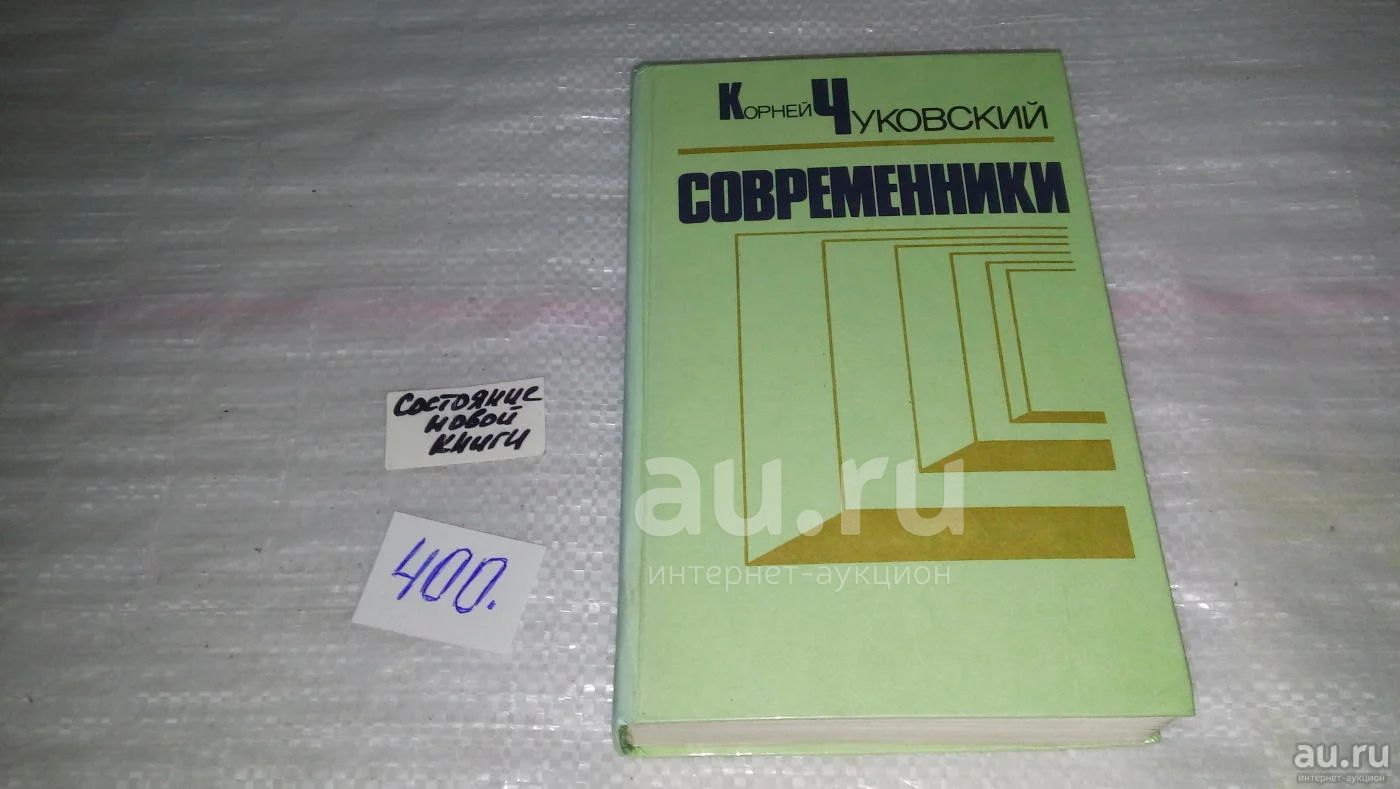 Корней Чуковский
СОВРЕМЕННИКИ
Состояние
новой
книги
400.
au.ru
интернет-аукцион
au.ru
интернет-аукцион